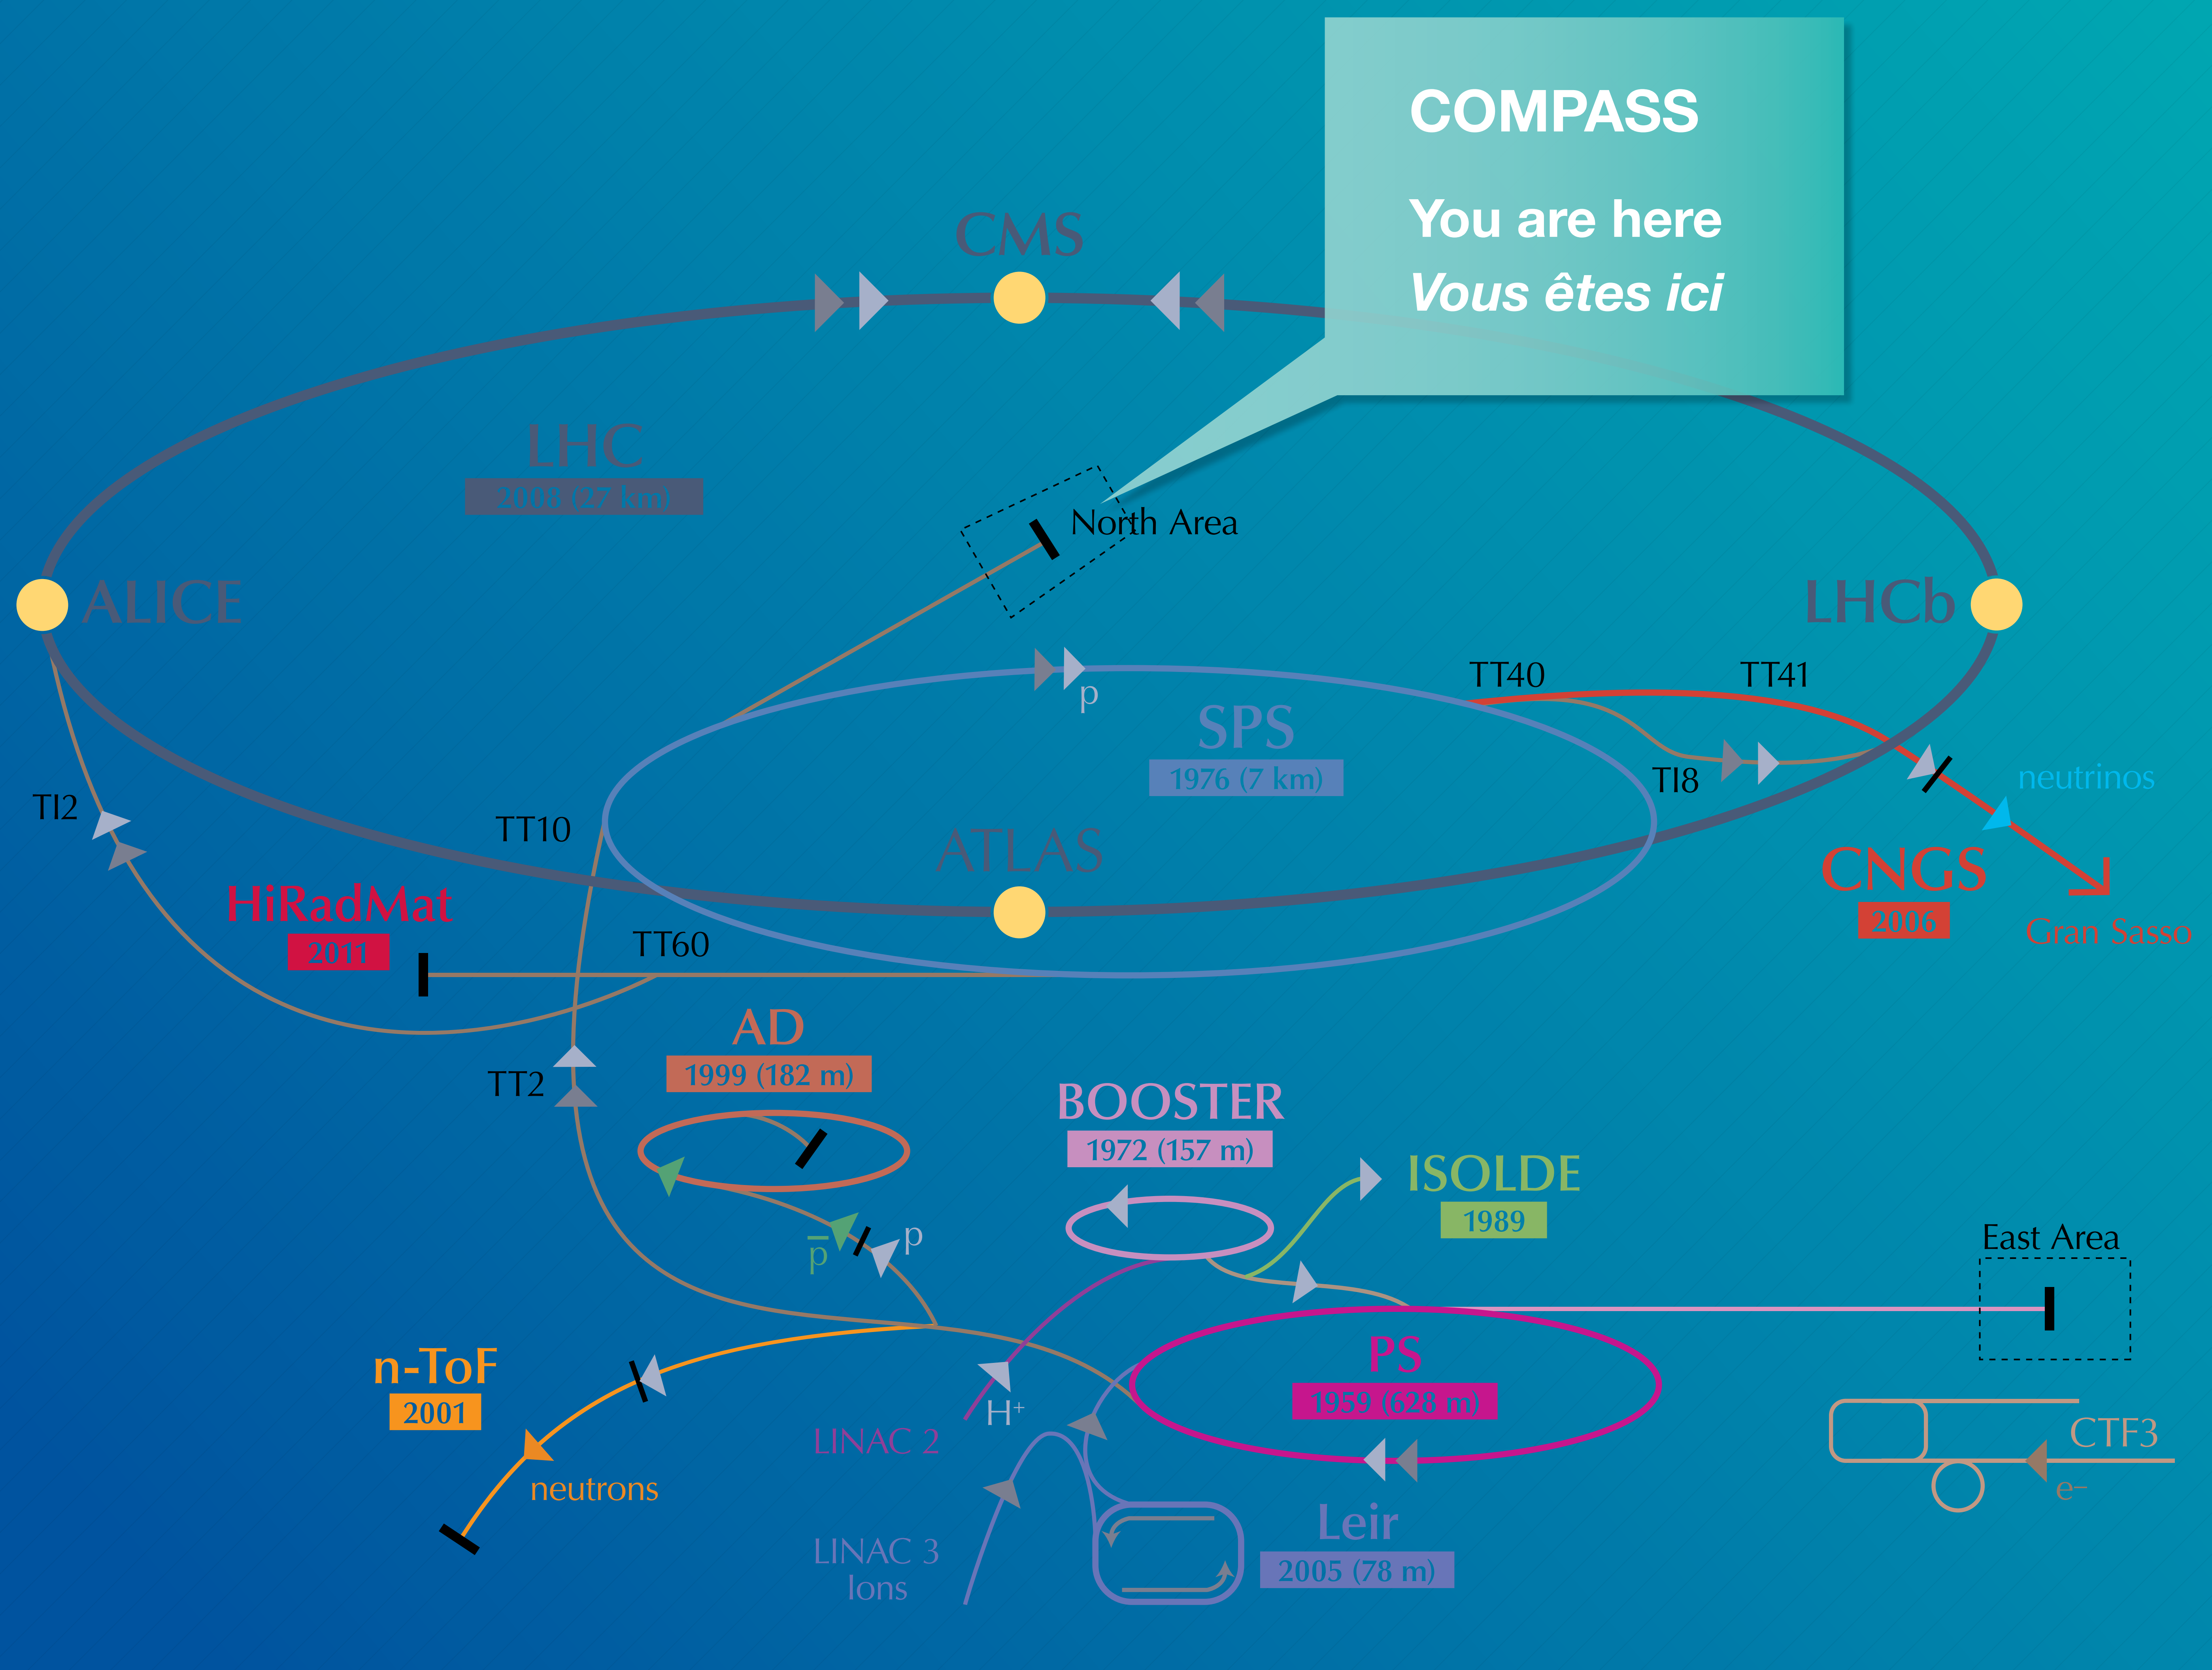 COMPASS
You are here
Vous êtes ici
CMS
LHC
2008 (27 km)
North Area
ALICE
LHCb
p
TT40
TT41
SPS
1976 (7 km)
TI8
neutrinos
TI2
TT10
ATLAS
CNGS
2006
Gran Sasso
HiRadMat
2011
TT60
AD
1999 (182 m)
TT2
BOOSTER
1972 (157 m)
ISOLDE
1989
p
p̅
East Area
n-ToF
2001
PS
1959 (628 m)
H⁺
LINAC 2
CTF3
e⁻
neutrons
Leir
2005 (78 m)
LINAC 3
Ions